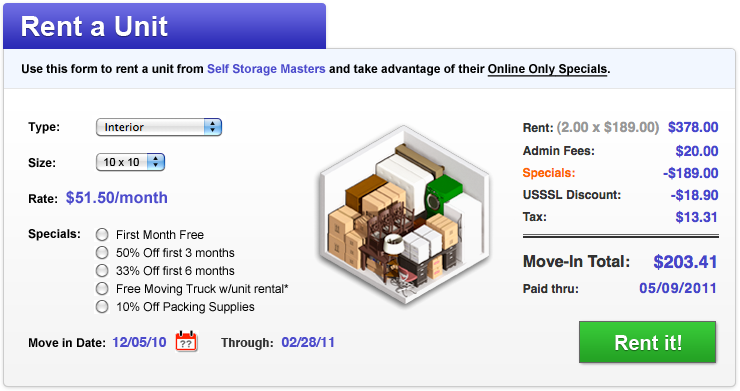 Rent a Unit
Use this form to rent a unit from Self Storage Masters and take advantage of their Online Only Specials.
Type: Interior
Size: 10 x 10
Rate: $51.50/month
Specials: First Month Free
50% Off first 3 months
33% Off first 6 months
Free Moving Truck w/unit rental*
10% Off Packing Supplies
Move in Date: 12/05/10 ?? Through: 02/28/11
Rent: (2.00 x $189.00) $378.00
Admin Fees: $20.00
Specials: -$189.00
USSSL Discount: -$18.90
Tax: $13.31
Move-In Total: $203.41
Paid thru: 05/09/2011
Rent it!